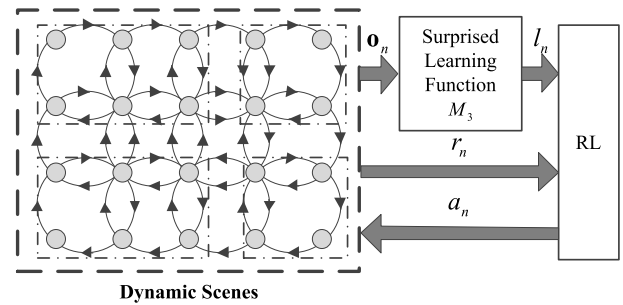 o_n
Surprised
Learning
Function
M_3
l_n
RL
r_n
a_n
Dynamic Scenes